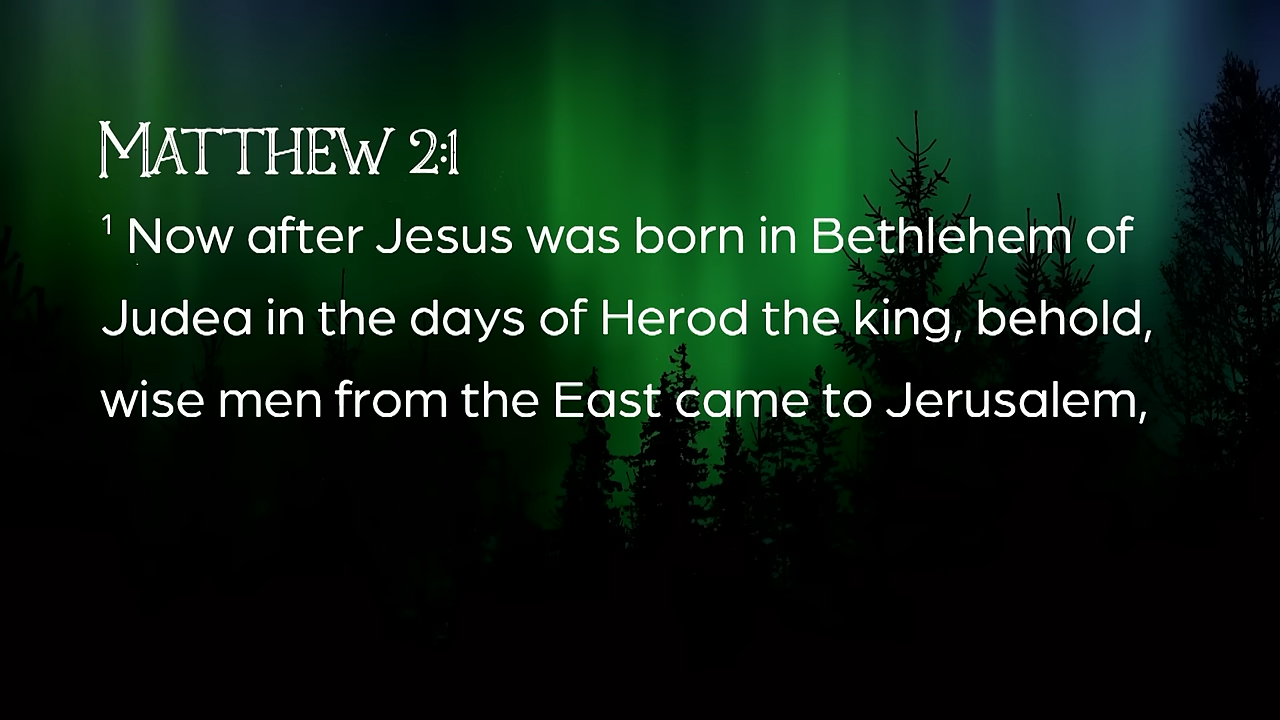 MATTHEW 2:1
¹ Now after Jesus was born in Bethlehem of
Judea in the days of Herod the king, behold,
wise men from the East came to Jerusalem,